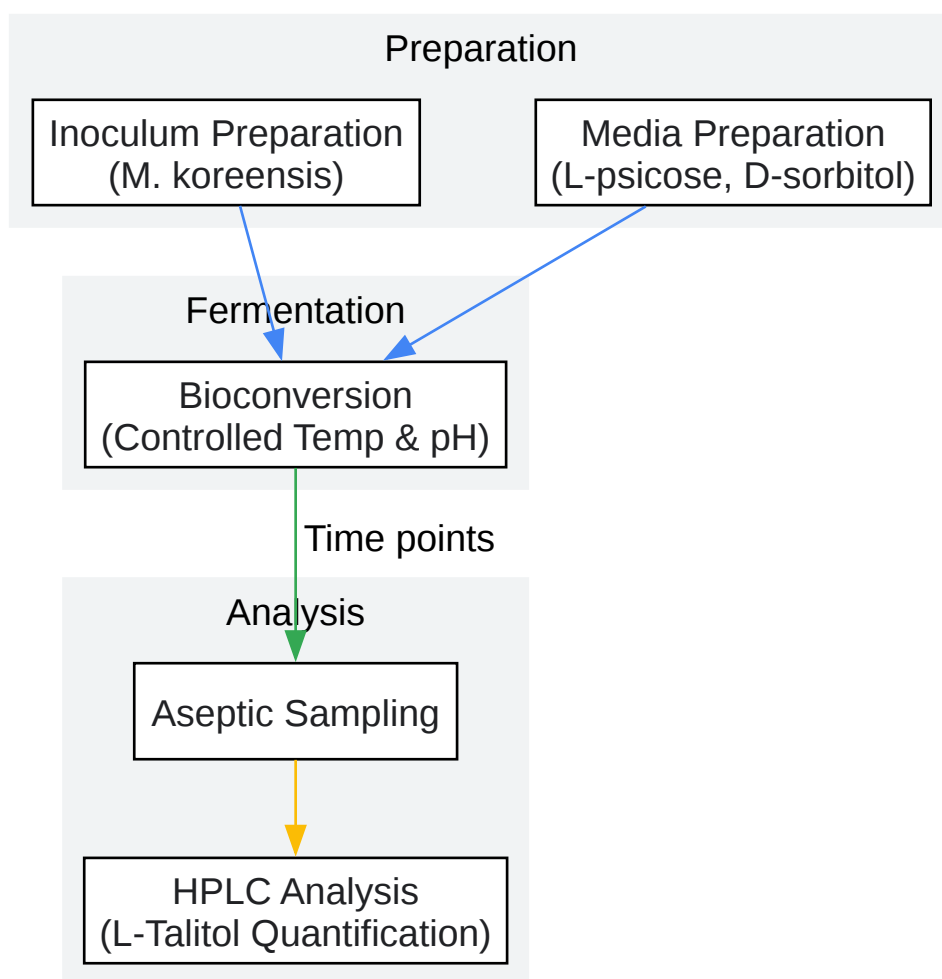 Preparation
Inoculum Preparation
(M. koreensis)
Media Preparation
(L-psicose, D-sorbitol)
Fermentation
Bioconversion
(Controlled Temp & pH)
Time points
Analysis
Aseptic Sampling
HPLC Analysis
(L-Talitol Quantification)